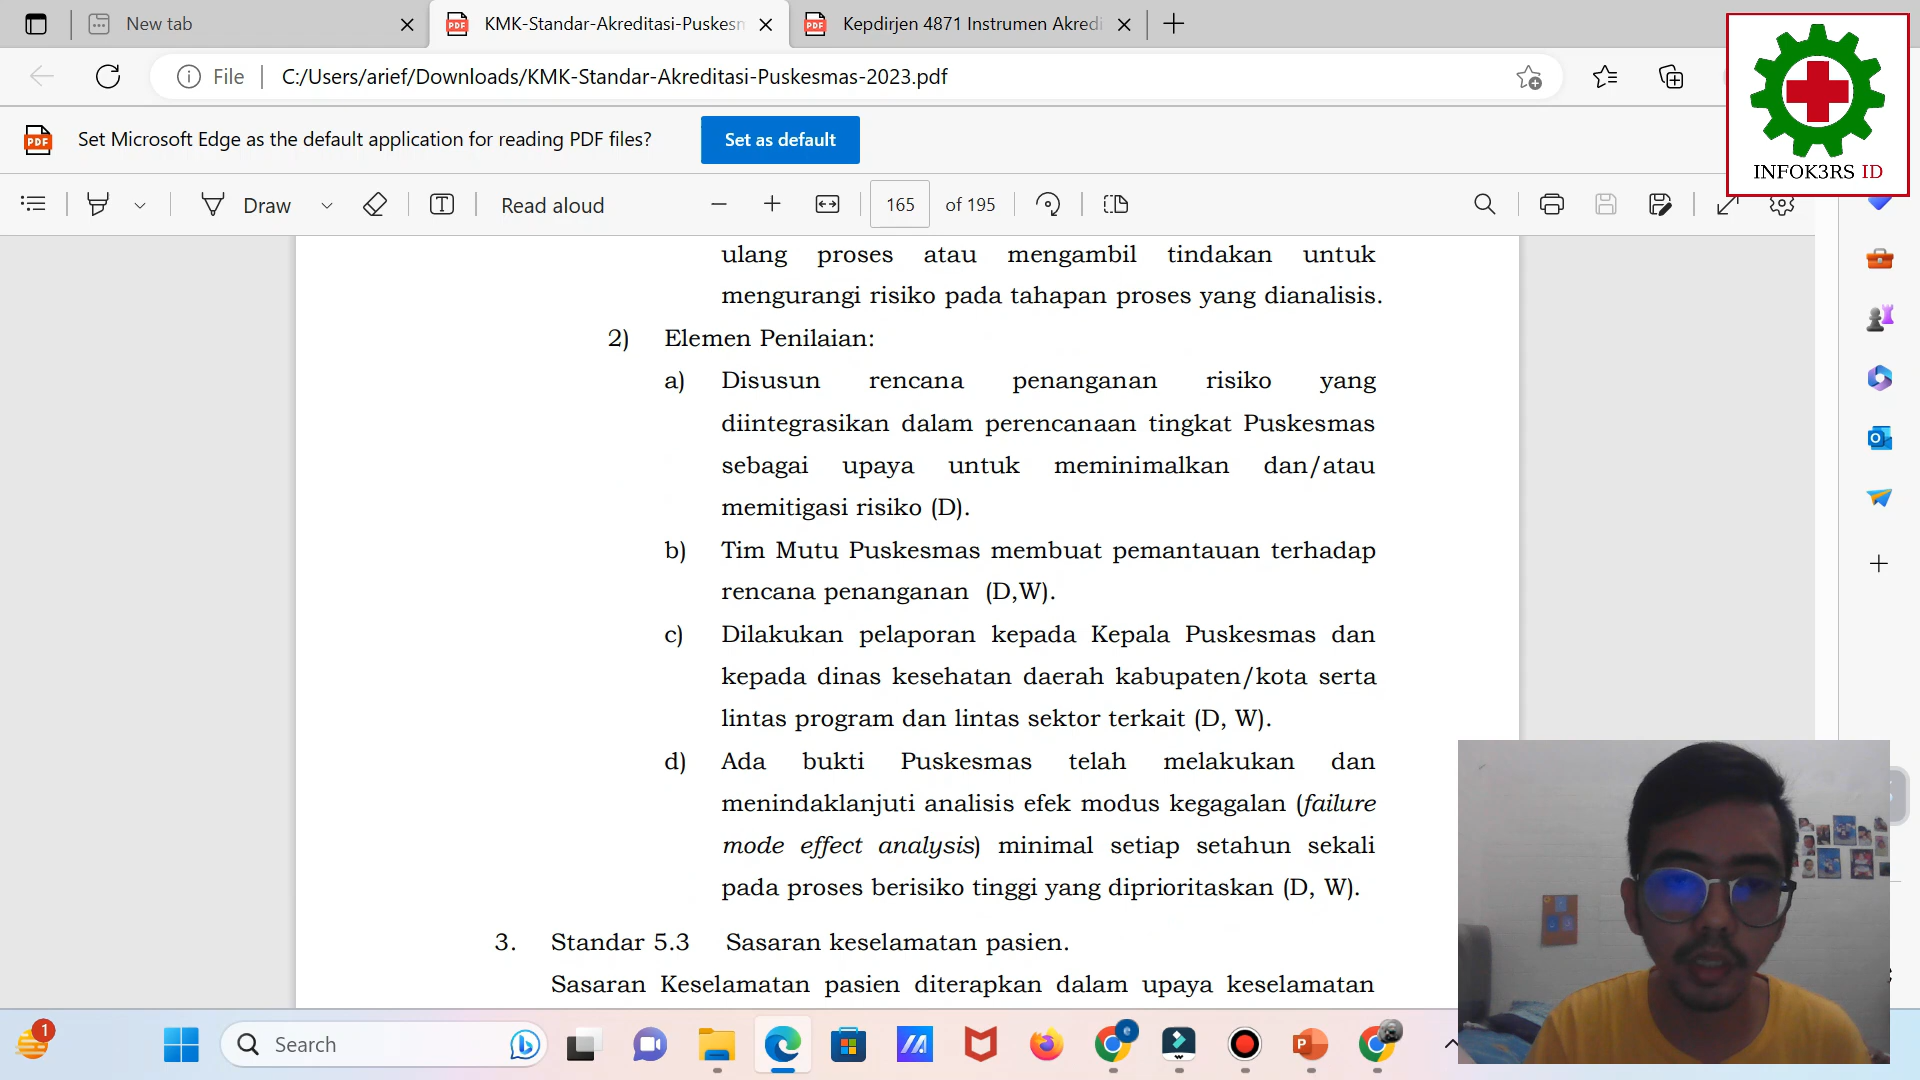 New tab
KMK-Standar-Akreditasi-Puskesm
Kepdirjen 4871 Instrumen Akredi
File
C:/Users/arief/Downloads/KMK-Standar-Akreditasi-Puskesmas-2023.pdf
INFOK3RS ID
PDF
Set Microsoft Edge as the default application for reading PDF files?
Set as default
Draw
Read aloud
165
of 195
ulang proses atau mengambil tindakan untuk
mengurangi risiko pada tahapan proses yang dianalisis.
2) Elemen Penilaian:
a) Disusun rencana penanganan risiko yang
diintegrasikan dalam perencanaan tingkat Puskesmas
sebagai upaya untuk meminimalkan dan/atau
memitigasi risiko (D).
b) Tim Mutu Puskesmas membuat pemantauan terhadap
rencana penanganan (D,W).
c) Dilakukan pelaporan kepada Kepala Puskesmas dan
kepada dinas kesehatan daerah kabupaten/kota serta
lintas program dan lintas sektor terkait (D, W).
d) Ada bukti Puskesmas telah melakukan dan
menindaklanjuti analisis efek modus kegagalan (failure
mode effect analysis) minimal setiap setahun sekali
pada proses berisiko tinggi yang diprioritaskan (D, W).
3. Standar 5.3 Sasaran keselamatan pasien.
Sasaran Keselamatan pasien diterapkan dalam upaya keselamatan
1
Search